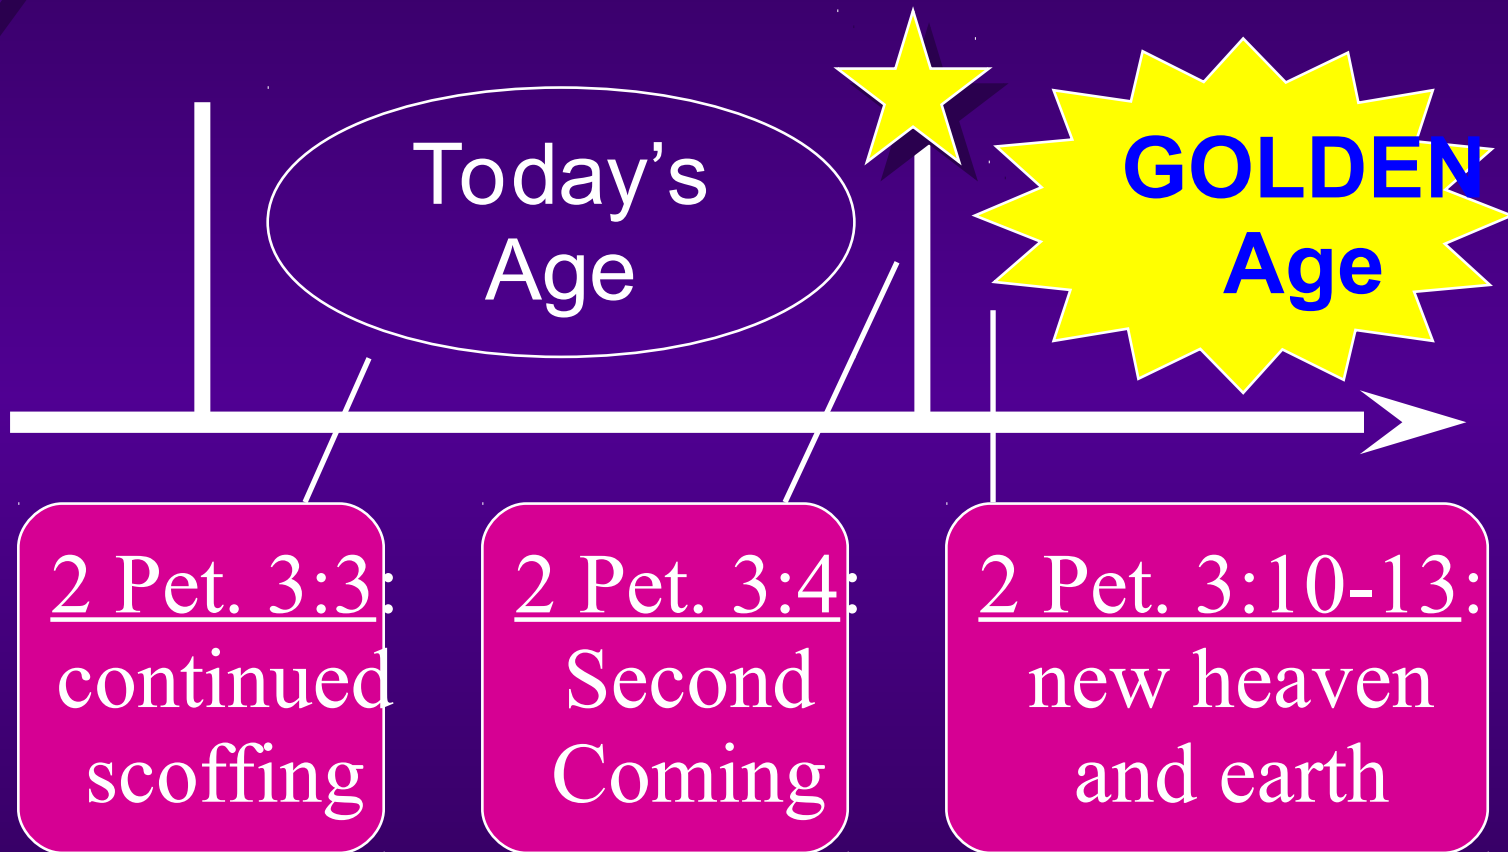 Today’s
Age
GOLDEN
Age
2 Pet. 3:3:
continued
scoffing
2 Pet. 3:4:
Second
Coming
2 Pet. 3:10-13:
new heaven
and earth